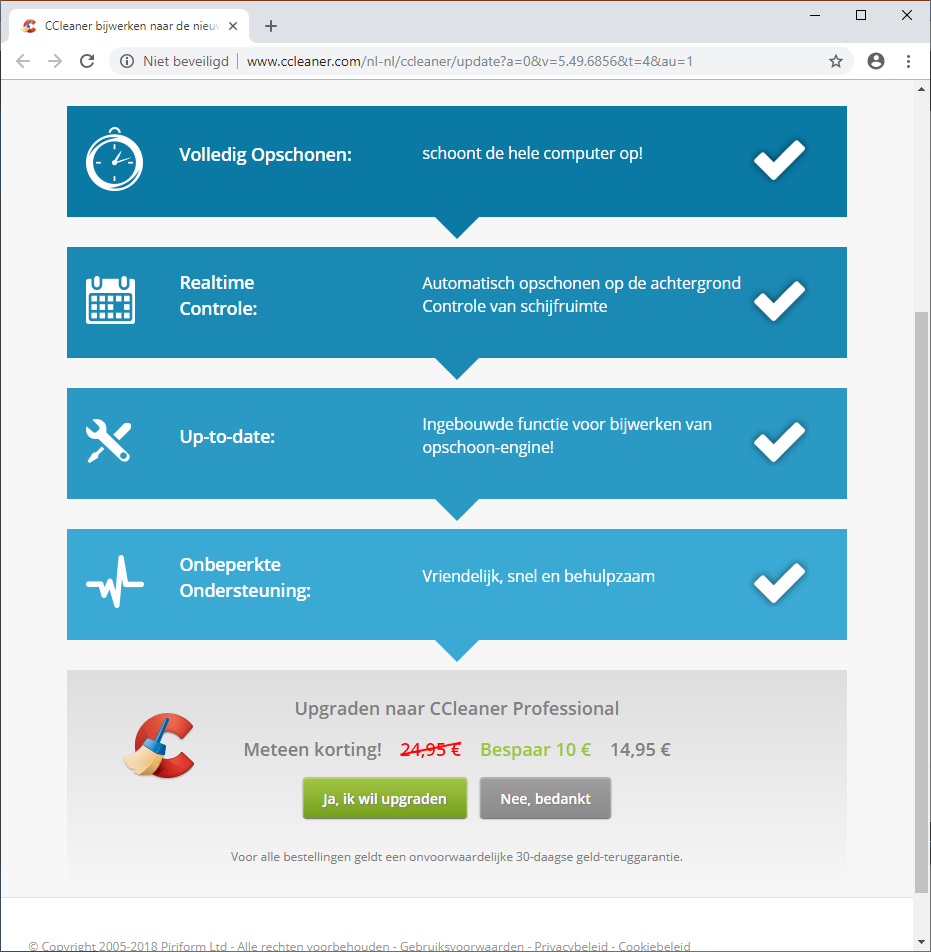 CCleaner bijwerken naar de nieuw
Niet beveiligd | www.ccleaner.com/nl-nl/ccleaner/update?a=0&v=5.49.6856&t=4&au=1
Volledig Opschonen:
schoont de hele computer op!
Realtime
Controle:
Automatisch opschonen op de achtergrond
Controle van schijfruimte
Up-to-date:
Ingebouwde functie voor bijwerken van
opschoon-engine!
Onbeperkte
Ondersteuning:
Vriendelijk, snel en behulpzaam
Upgraden naar CCleaner Professional
Meteen korting! 24,95 € Bespaar 10 € 14,95 €
Ja, ik wil upgraden Nee, bedankt
Voor alle bestellingen geldt een onvoorwaardelijke 30-daagse geld-teruggarantie.
© Copyright 2005-2018 Piriform Ltd - Alle rechten voorbehouden - Gebruiksvoorwaarden - Privacybeleid - Cookiebeleid